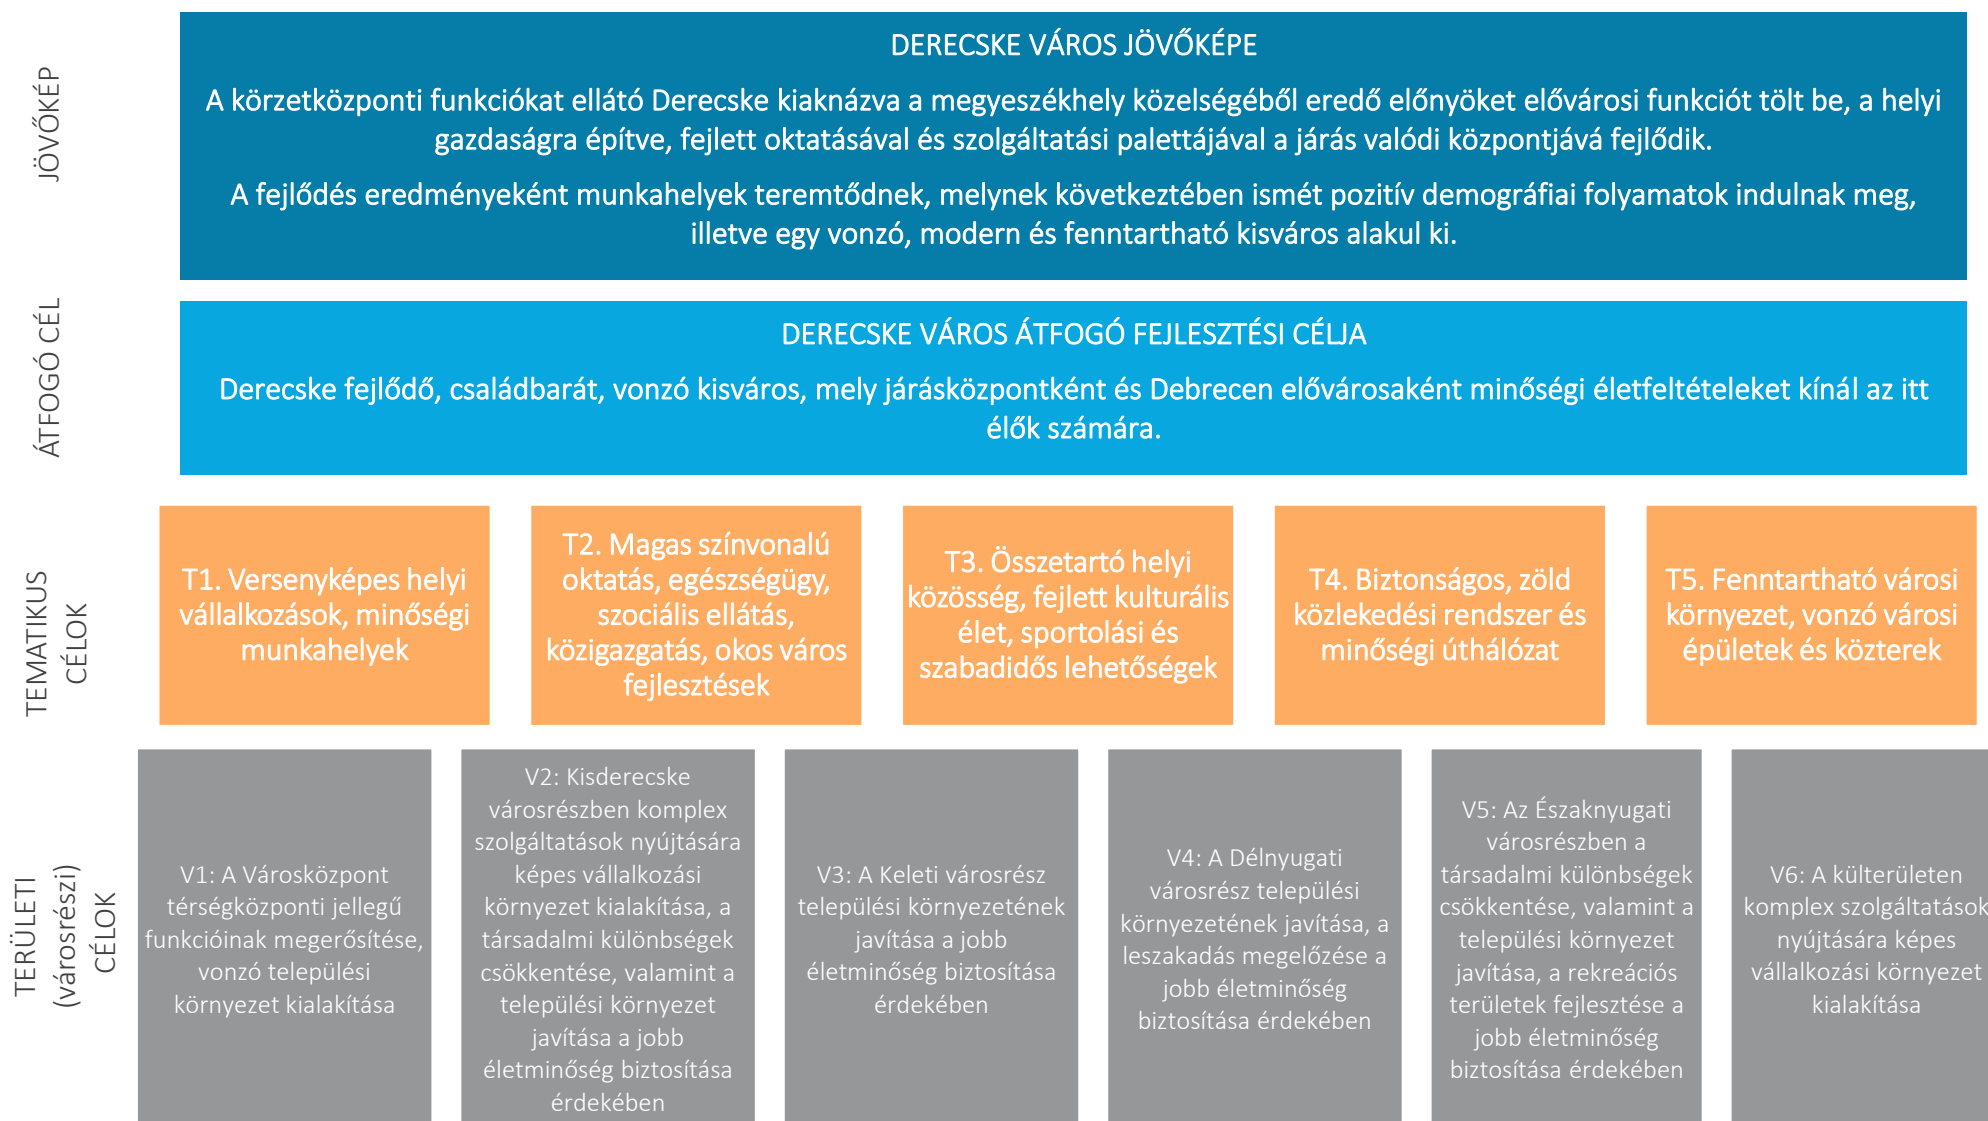 JÖVŐKÉP
DERECSKE VÁROS JÖVŐKÉPE
A körzetközponti funkciókat ellátó Derecske kiaknázva a megyeszékhely közelségéből eredő előnyöket elővárosi funkciót tölt be, a helyi
gazdaságra építve, fejlett oktatásával és szolgáltatási palettájával a járás valódi központjává fejlődik.
A fejlődés eredményeként munkahelyek teremtődnek, melynek következtében ismét pozitív demográfiai folyamatok indulnak meg,
illetve egy vonzó, modern és fenntartható kisváros alakul ki.
ÁTFOGÓ CÉL
DERECSKE VÁROS ÁTFOGÓ FEJLESZTÉSI CÉLJA
Derecske fejlődő, családbarát, vonzó kisváros, mely járásközpontként és Debrecen elővárosaként minőségi életfeltételeket kínál az itt
élők számára.
TEMATIKUS
CÉLOK
T1. Versenyképes helyi
vállalkozások, minőségi
munkahelyek
T2. Magas színvonalú
oktatás, egészségügy,
szociális ellátás,
közigazgatás, okos város
fejlesztések
T3. Összetartó helyi
közösség, fejlett kulturális
élet, sportolási és
szabadidős lehetőségek
T4. Biztonságos, zöld
közlekedési rendszer és
minőségi úthálózat
T5. Fenntartható városi
környezet, vonzó városi
épületek és közterek
TERÜLETI
(városrészi)
CÉLOK
V1: A Városközpont
térségközponti jellegű
funkcióinak megerősítése,
vonzó települési
környezet kialakítása
V2: Kisderecske
városrészben komplex
szolgáltatások nyújtására
képes vállalkozási
környezet kialakítása, a
társadalmi különbségek
csökkentése, valamint a
települési környezet
javítása a jobb
életminőség biztosítása
érdekében
V3: A Keleti városrész
települési környezetének
javítása a jobb
életminőség biztosítása
érdekében
V4: A Délnyugati
városrész települési
környezetének javítása, a
leszakadás megelőzése a
jobb életminőség
biztosítása érdekében
V5: Az Északnyugati
városrészben a
társadalmi különbségek
csökkentése, valamint a
települési környezet
javítása, a rekreációs
területek fejlesztése a
jobb életminőség
biztosítása érdekében
V6: A külterületen
komplex szolgáltatások
nyújtására képes
vállalkozási környezet
kialakítása